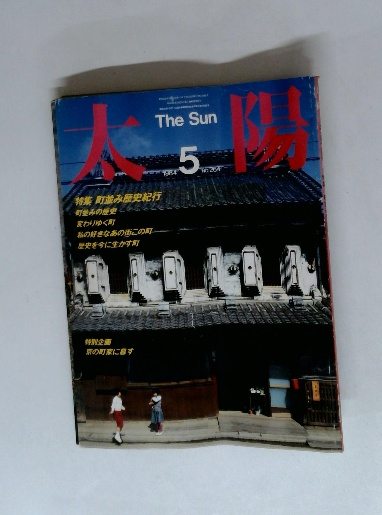 太陽
The Sun
5
1984 no.264
特集 町並み歴史紀行
町並みの歴史
変わりゆく町
私の好きなあの街この町
歴史を今に生かす町
特別企画
京の町家に暮す